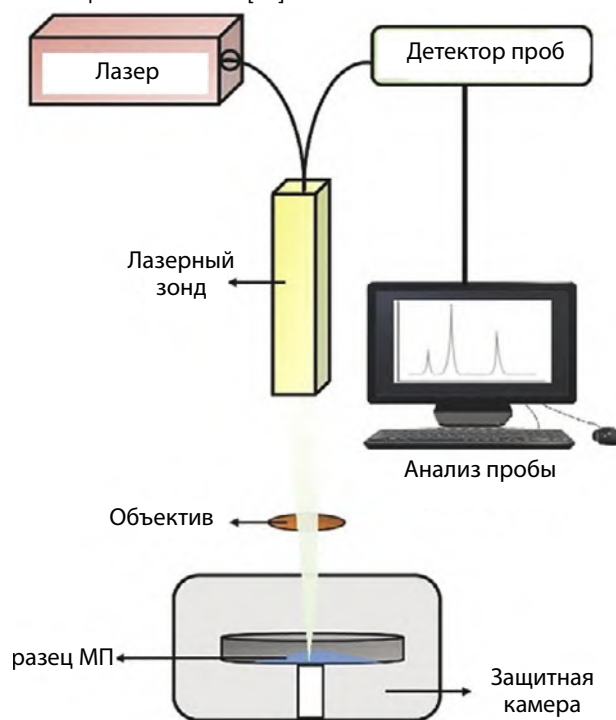 Лазер
Детектор проб
Лазерный
зонд
Анализ пробы
Объектив
разец МП
Защитная
камера